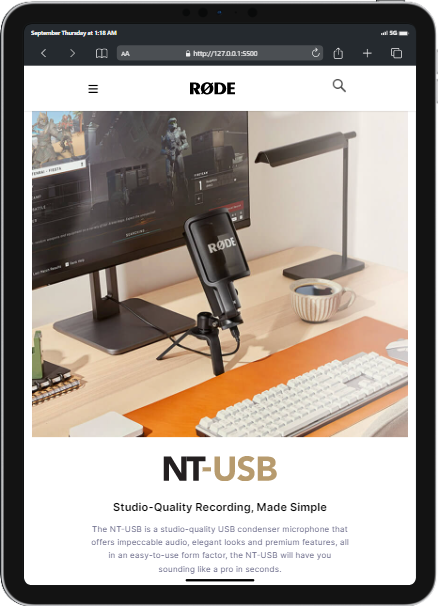 September Thursday at 1:18 AM
5G
AA
http://127.0.0.1:5500
RØDE
RØDE
NT-USB
Studio-Quality Recording, Made Simple
The NT-USB is a studio-quality USB condenser microphone that
offers impeccable audio, elegant looks and premium features, all
in an easy-to-use form factor, the NT-USB will have you
sounding like a pro in seconds.